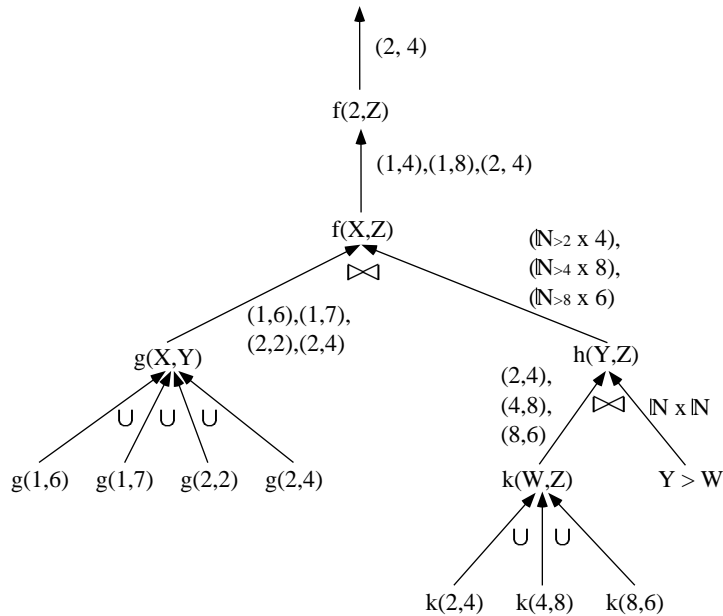 (2, 4)
f(2,Z)
(1,4),(1,8),(2, 4)
f(X,Z)
⋈
(ℕ>2 x 4),
(ℕ>4 x 8),
(ℕ>8 x 6)
(1,6),(1,7),
(2,2),(2,4)
g(X,Y)
h(Y,Z)
(2,4),
(4,8),
(8,6)
⋈
ℕ x ℕ
∪ ∪ ∪
g(1,6) g(1,7) g(2,2) g(2,4)
k(W,Z) Y > W
∪ ∪
k(2,4) k(4,8) k(8,6)